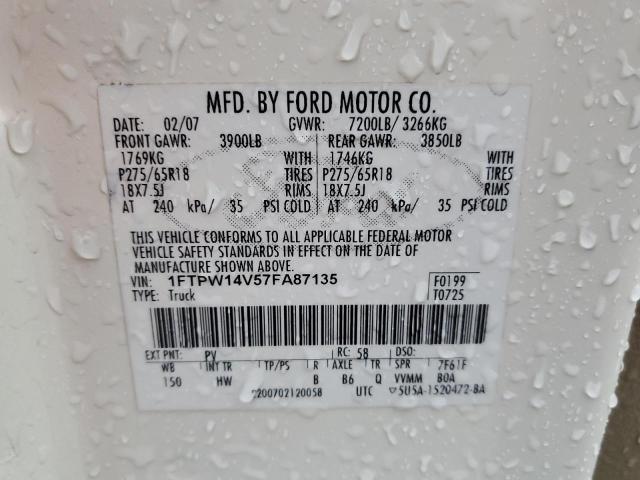 MFD. BY FORD MOTOR CO.
DATE: 02/07 GVWR: 7200LB/ 3266KG
FRONT GAWR: 3900LB REAR GAWR: 3850LB
1769KG WITH 1746KG WITH
P275/65R18 TIRES P275/65R18 TIRES
18X7.5J RIMS 18X7.5J RIMS
AT 240 kPa/ 35 PSI COLD AT 240 kPa/ 35 PSI COLD
THIS VEHICLE CONFORMS TO ALL APPLICABLE FEDERAL MOTOR
VEHICLE SAFETY STANDARDS IN EFFECT ON THE DATE OF
MANUFACTURE SHOWN ABOVE.
VIN: 1FTPW14V57FA87135 F0199
TYPE: Truck T0725
EXT PNT: PV RC: 58 DSO:
WB INT TR TP/PS R AXLE TR SPR 7F61F
150 HW B B6 Q VVMM BOA
200702120058 UTC 5U5A-1520472-BA